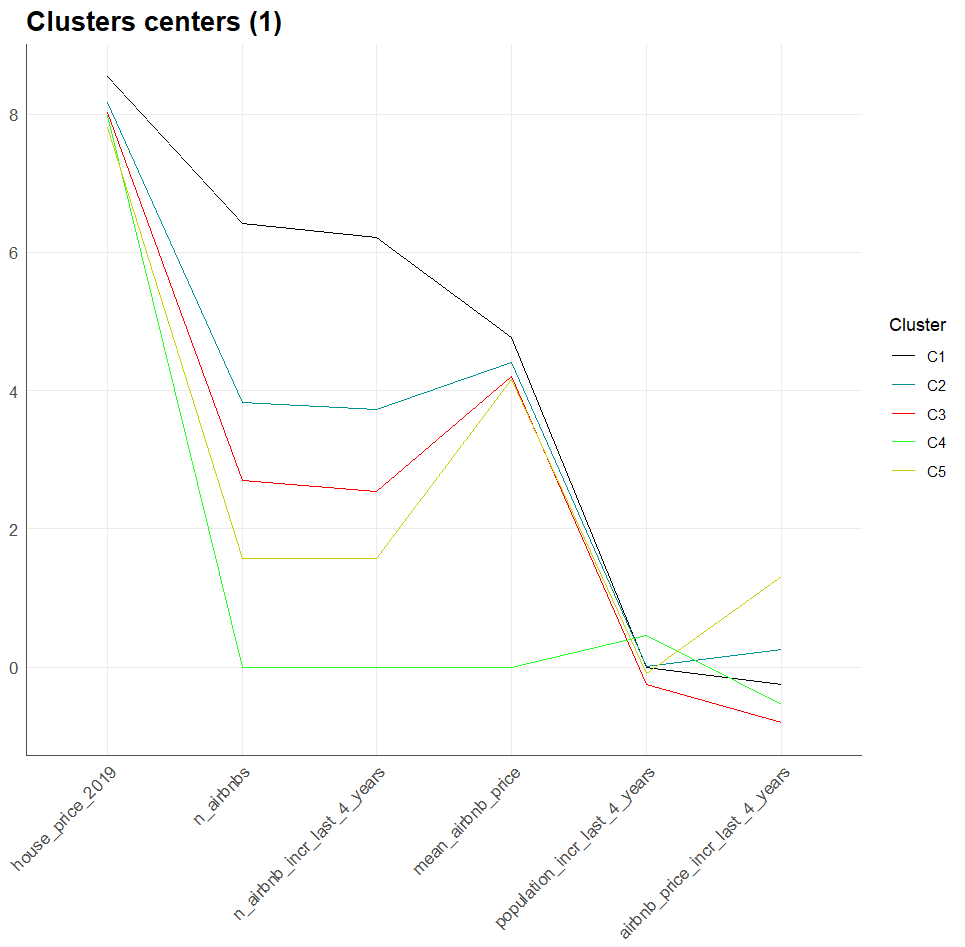 Clusters centers (1)
8
6
4
2
0
house_price_2019
n_airbnbs
n_airbnb_incr_last_4_years
mean_airbnb_price
population_incr_last_4_years
airbnb_price_incr_last_4_years
Cluster
C1
C2
C3
C4
C5